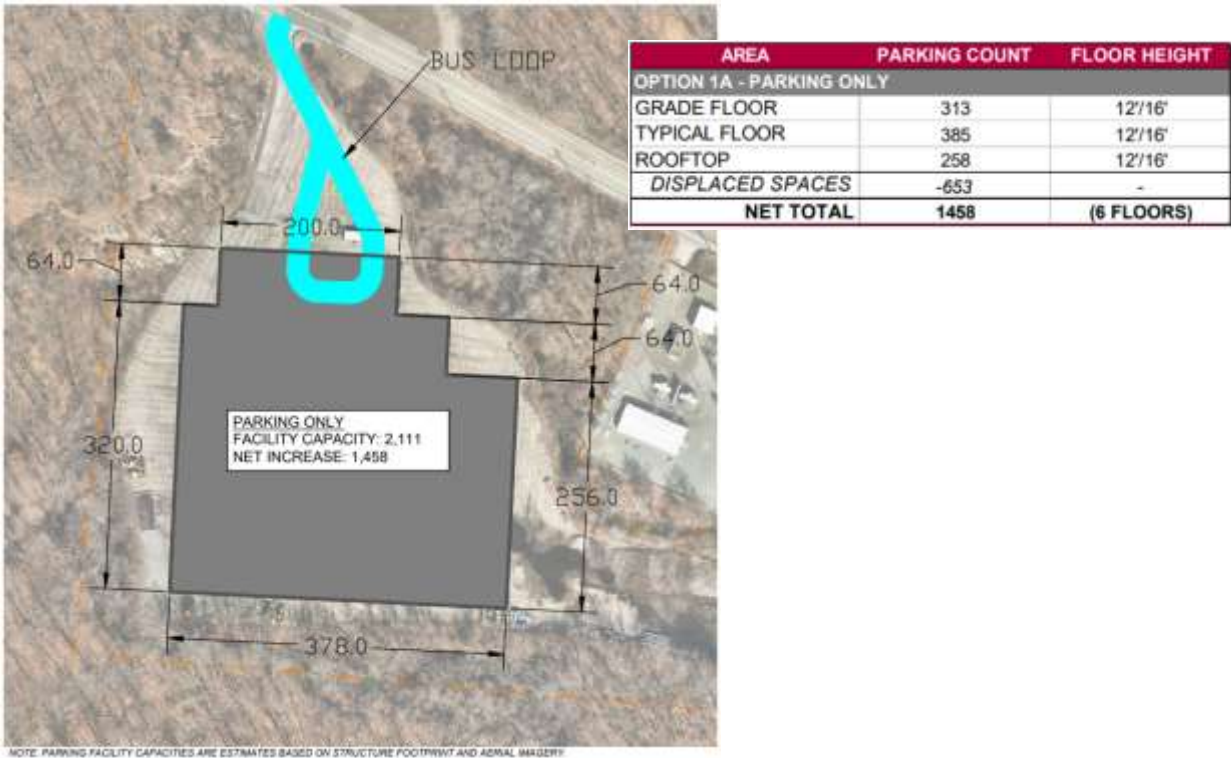 BUS LOOP
200.0
64.0
64.0
64.0
320.0
PARKING ONLY
FACILITY CAPACITY: 2,111
NET INCREASE: 1,458
256.0
378.0
AREA PARKING COUNT FLOOR HEIGHT
OPTION 1A - PARKING ONLY
GRADE FLOOR 313 12'/16'
TYPICAL FLOOR 385 12'/16'
ROOFTOP 258 12'/16'
DISPLACED SPACES -653 -
NET TOTAL 1458 (6 FLOORS)
NOTE: PARKING FACILITY CAPACITIES ARE ESTIMATES BASED ON STRUCTURE FOOTPRINT AND AERIAL IMAGERY